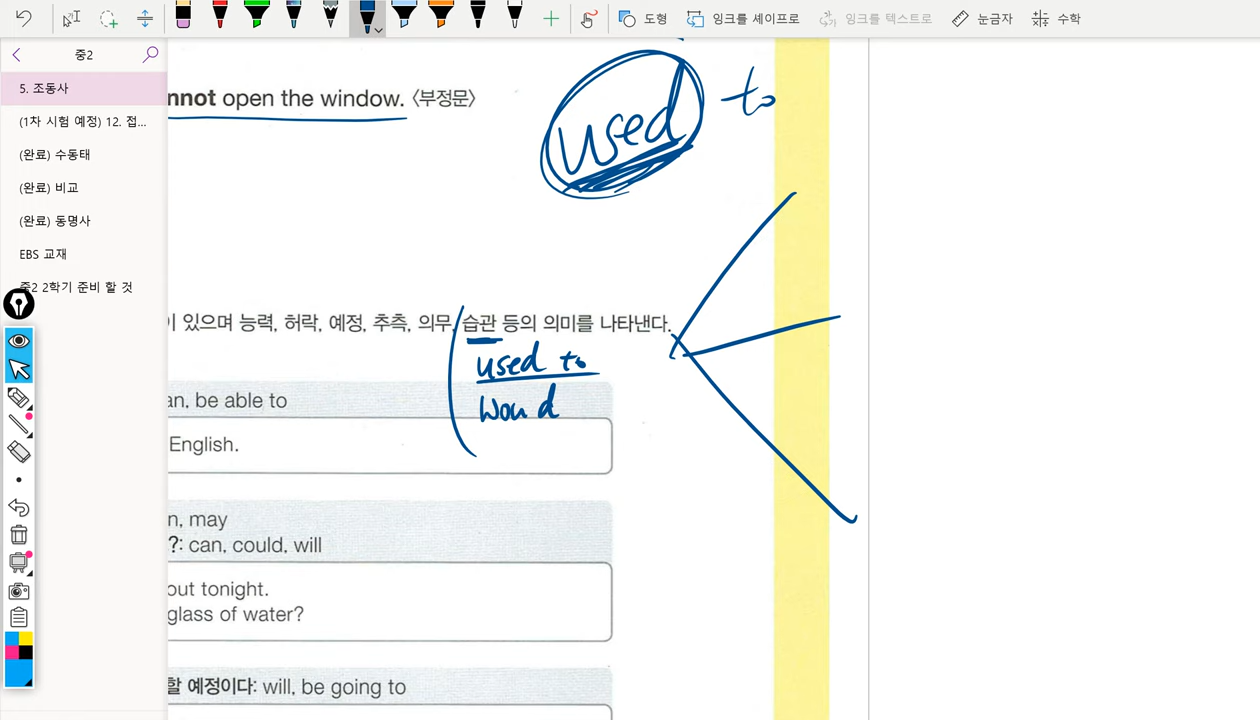 도형
잉크를 셰이프로
잉크를 텍스트로
눈금자
수학
중2
5. 조동사
(1차 시험 예정) 12. 접...
(완료) 수동태
(완료) 비교
(완료) 동명사
EBS 교재
중2 2학기 준비 할 것
nnot open the window. 〈부정문〉
used to
이 있으며 능력, 허락, 예정, 추측, 의무, 습관 등의 의미를 나타낸다.
used to
Woud
an, be able to
English.
n, may
?: can, could, will
out tonight.
glass of water?
할 예정이다: will, be going to